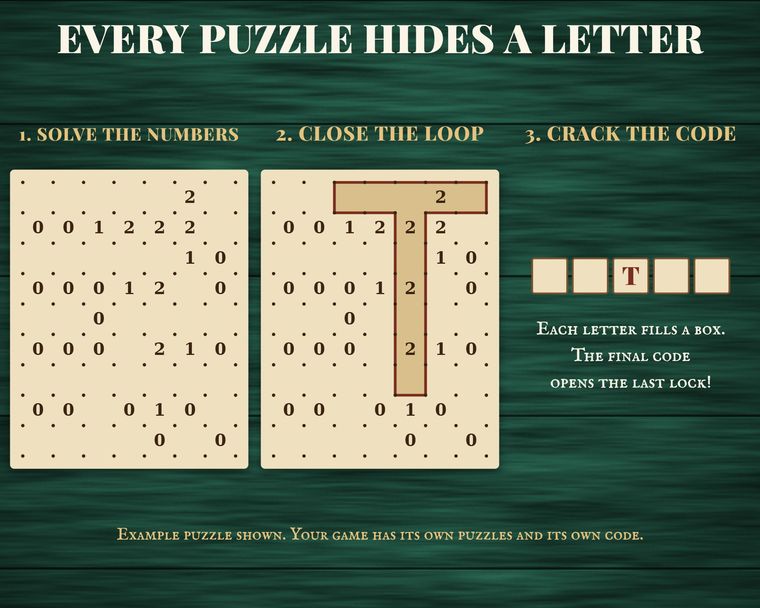 EVERY PUZZLE HIDES A LETTER
1. SOLVE THE NUMBERS
2
0 0 1 2 2 2
1 0
0 0 0 1 2 0
0
0 0 0 2 1 0
0 0 0 1 0
0 0
2. CLOSE THE LOOP
2
0 0 1 2 2 2
1 0
0 0 0 1 2 0
0
0 0 0 2 1 0
0 0 0 1 0
0 0
3. CRACK THE CODE
T
Each letter fills a box.
The final code
opens the last lock!
Example puzzle shown. Your game has its own puzzles and its own code.